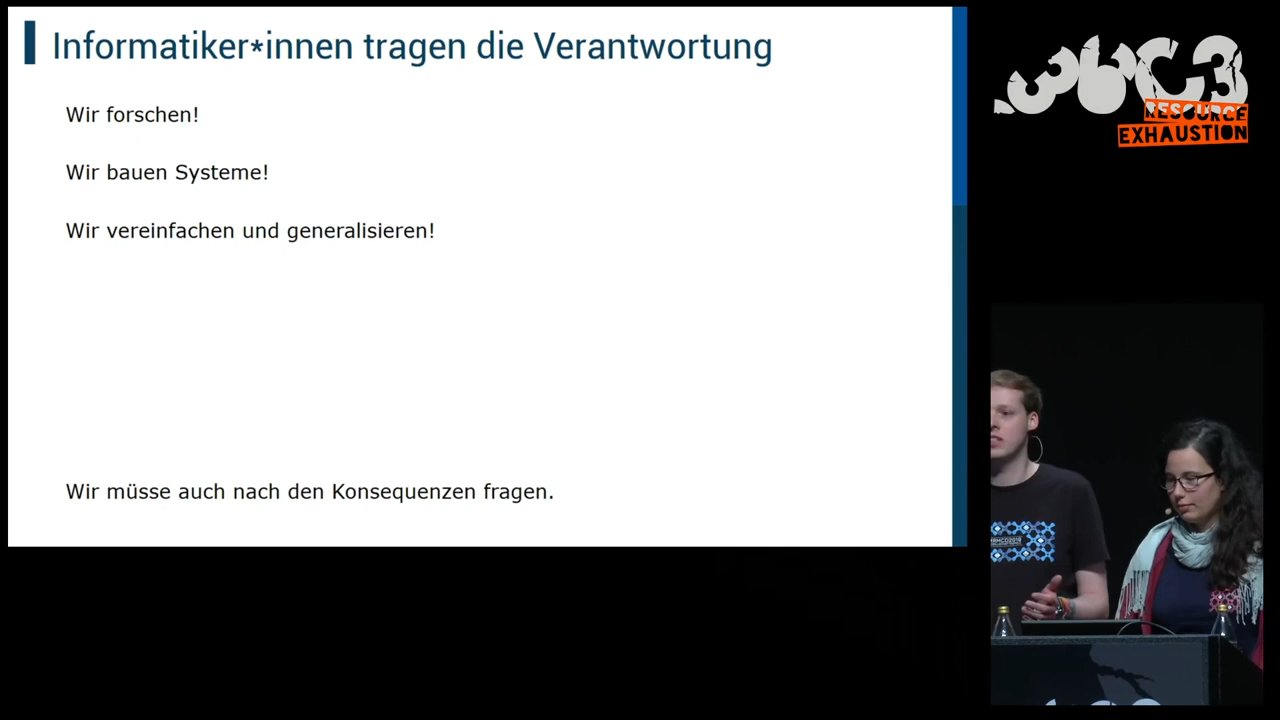 Informatiker*innen tragen die Verantwortung
Wir forschen!
Wir bauen Systeme!
Wir vereinfachen und generalisieren!
Wir müsse auch nach den Konsequenzen fragen.
36C3
RESOURCE
EXHAUSTION